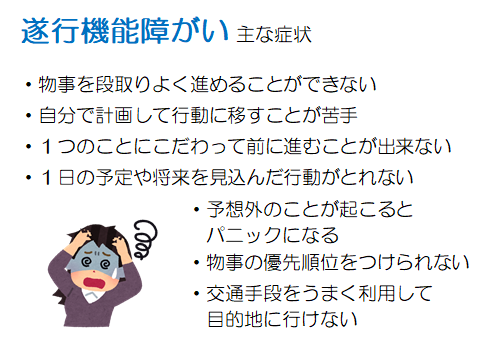 遂行機能障がい 主な症状
・物事を段取りよく進めることができない
・自分で計画して行動に移すことが苦手
・１つのことにこだわって前に進むことが出来ない
・１日の予定や将来を見込んだ行動がとれない
・予想外のことが起こると
パニックになる
・物事の優先順位をつけられない
・交通手段をうまく利用して
目的地に行けない